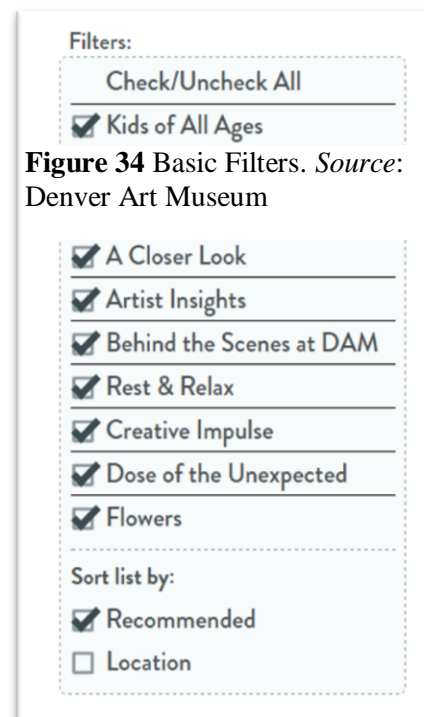 Filters:
Check/Uncheck All
Kids of All Ages
Figure 34 Basic Filters. Source:
Denver Art Museum
A Closer Look
Artist Insights
Behind the Scenes at DAM
Rest & Relax
Creative Impulse
Dose of the Unexpected
Flowers
Sort list by:
Recommended
Location